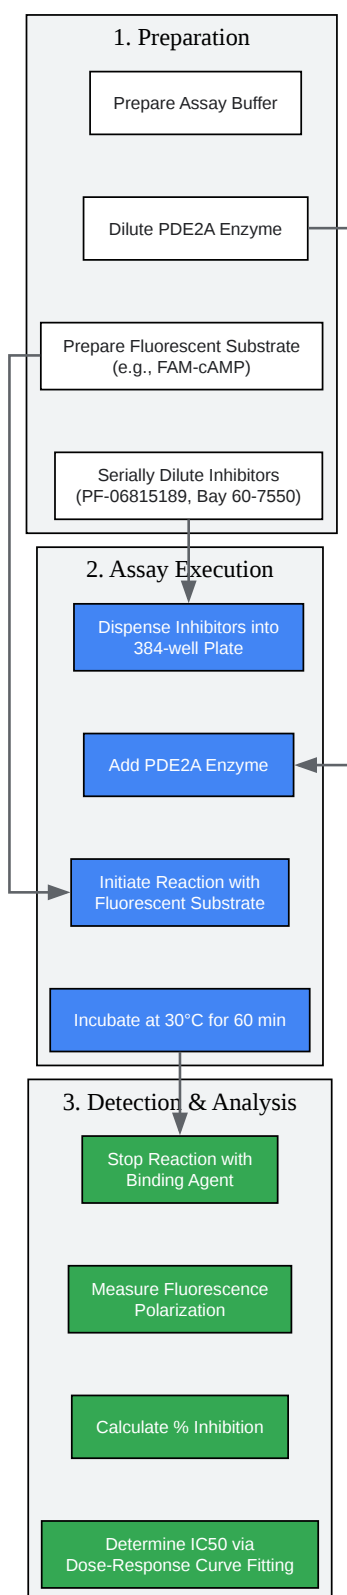 1. Preparation
Prepare Assay Buffer
Dilute PDE2A Enzyme
Prepare Fluorescent Substrate
(e.g., FAM-cAMP)
Serially Dilute Inhibitors
(PF-06815189, Bay 60-7550)
2. Assay Execution
Dispense Inhibitors into
384-well Plate
Add PDE2A Enzyme
Initiate Reaction with
Fluorescent Substrate
Incubate at 30°C for 60 min
3. Detection & Analysis
Stop Reaction with
Binding Agent
Measure Fluorescence
Polarization
Calculate % Inhibition
Determine IC50 via
Dose-Response Curve Fitting